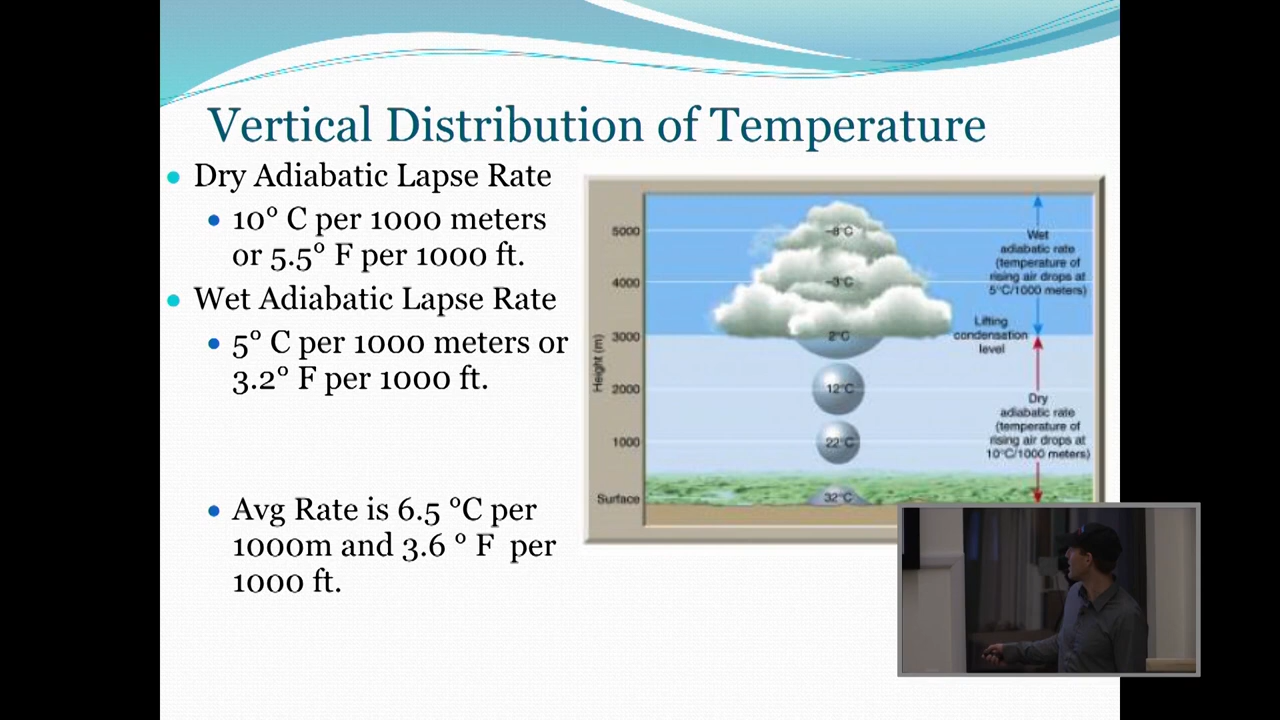 Vertical Distribution of Temperature
Dry Adiabatic Lapse Rate
10° C per 1000 meters
or 5.5° F per 1000 ft.
Wet Adiabatic Lapse Rate
5° C per 1000 meters or
3.2° F per 1000 ft.
Avg Rate is 6.5 °C per
1000m and 3.6 ° F per
1000 ft.
Height (m)
5000
4000
3000
2000
1000
Surface
-8°C
-3°C
2°C
12°C
22°C
32°C
Wet
adiabatic rate
(temperature of
rising air drops at
5°C/1000 meters)
Lifting
condensation
level
Dry
adiabatic rate
(temperature of
rising air drops at
10°C/1000 meters)